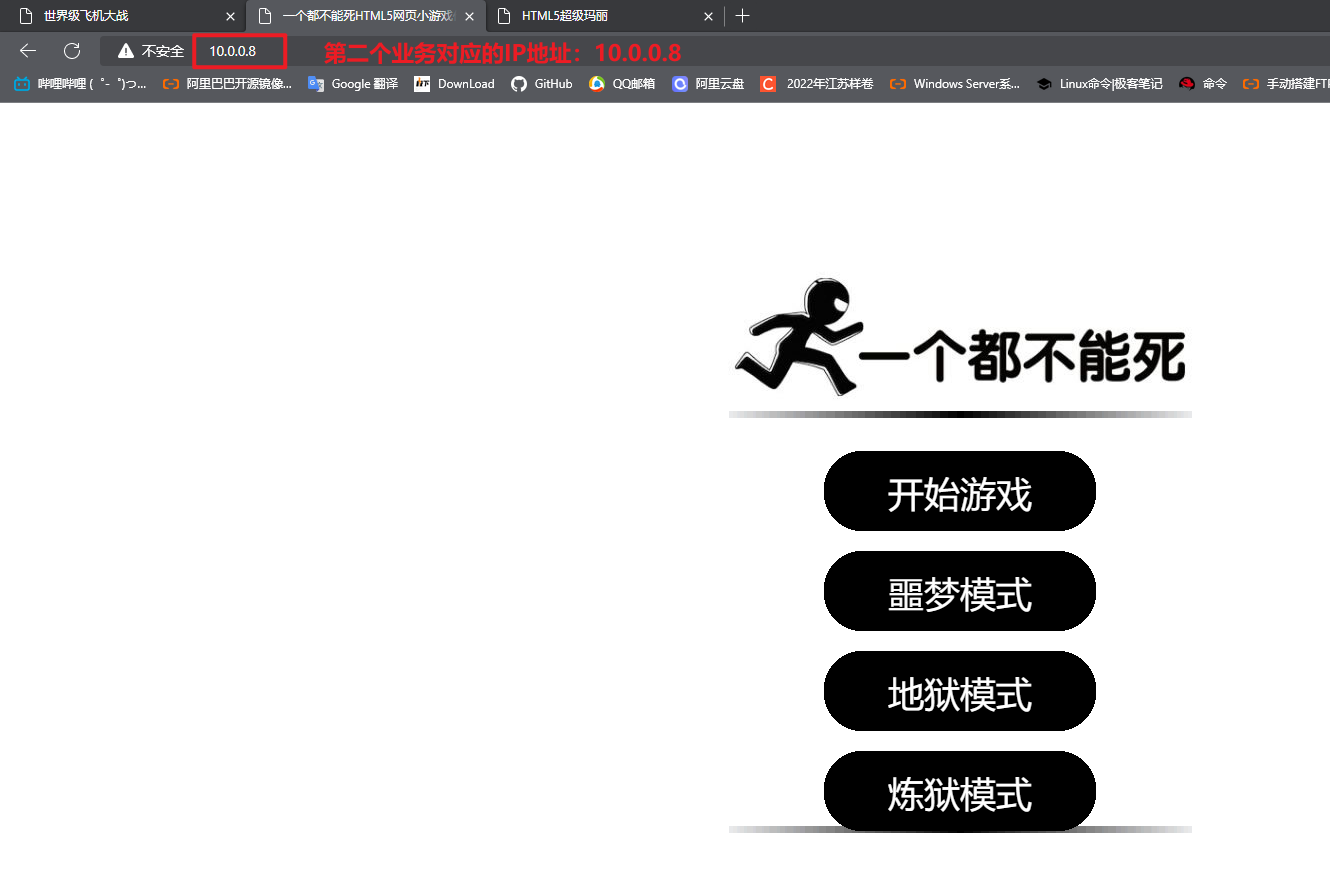 世界级飞机大战
一个都不能死HTML5网页小游戏
HTML5超级玛丽
不安全 10.0.0.8
第二个业务对应的IP地址：10.0.0.8
哔哩哔哩 ( ゜- ゜)つ... 阿里巴巴开源镜像... Google 翻译 DownLoad GitHub QQ邮箱 阿里云盘 2022年江苏样卷 Windows Server系... Linux命令|极客笔记 命令 手动搭建FT
一个都不能死
开始游戏
噩梦模式
地狱模式
炼狱模式